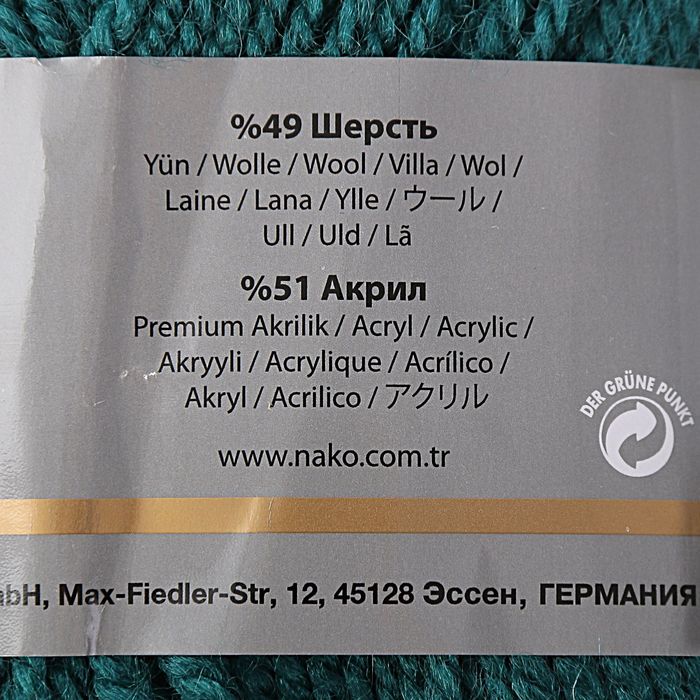 %49 Шерсть
Yün / Wolle / Wool / Villa / Wol /
Laine / Lana / Ylle / ウール /
Ull / Uld / Lã
%51 Акрил
Premium Akrilik / Acryl / Acrylic /
Akryyli / Acrylique / Acrílico /
Akryl / Acrilico / アクリル
DER GRÜNE PUNKT
www.nako.com.tr
bH, Max-Fiedler-Str, 12, 45128 Эссен, ГЕРМАНИЯ